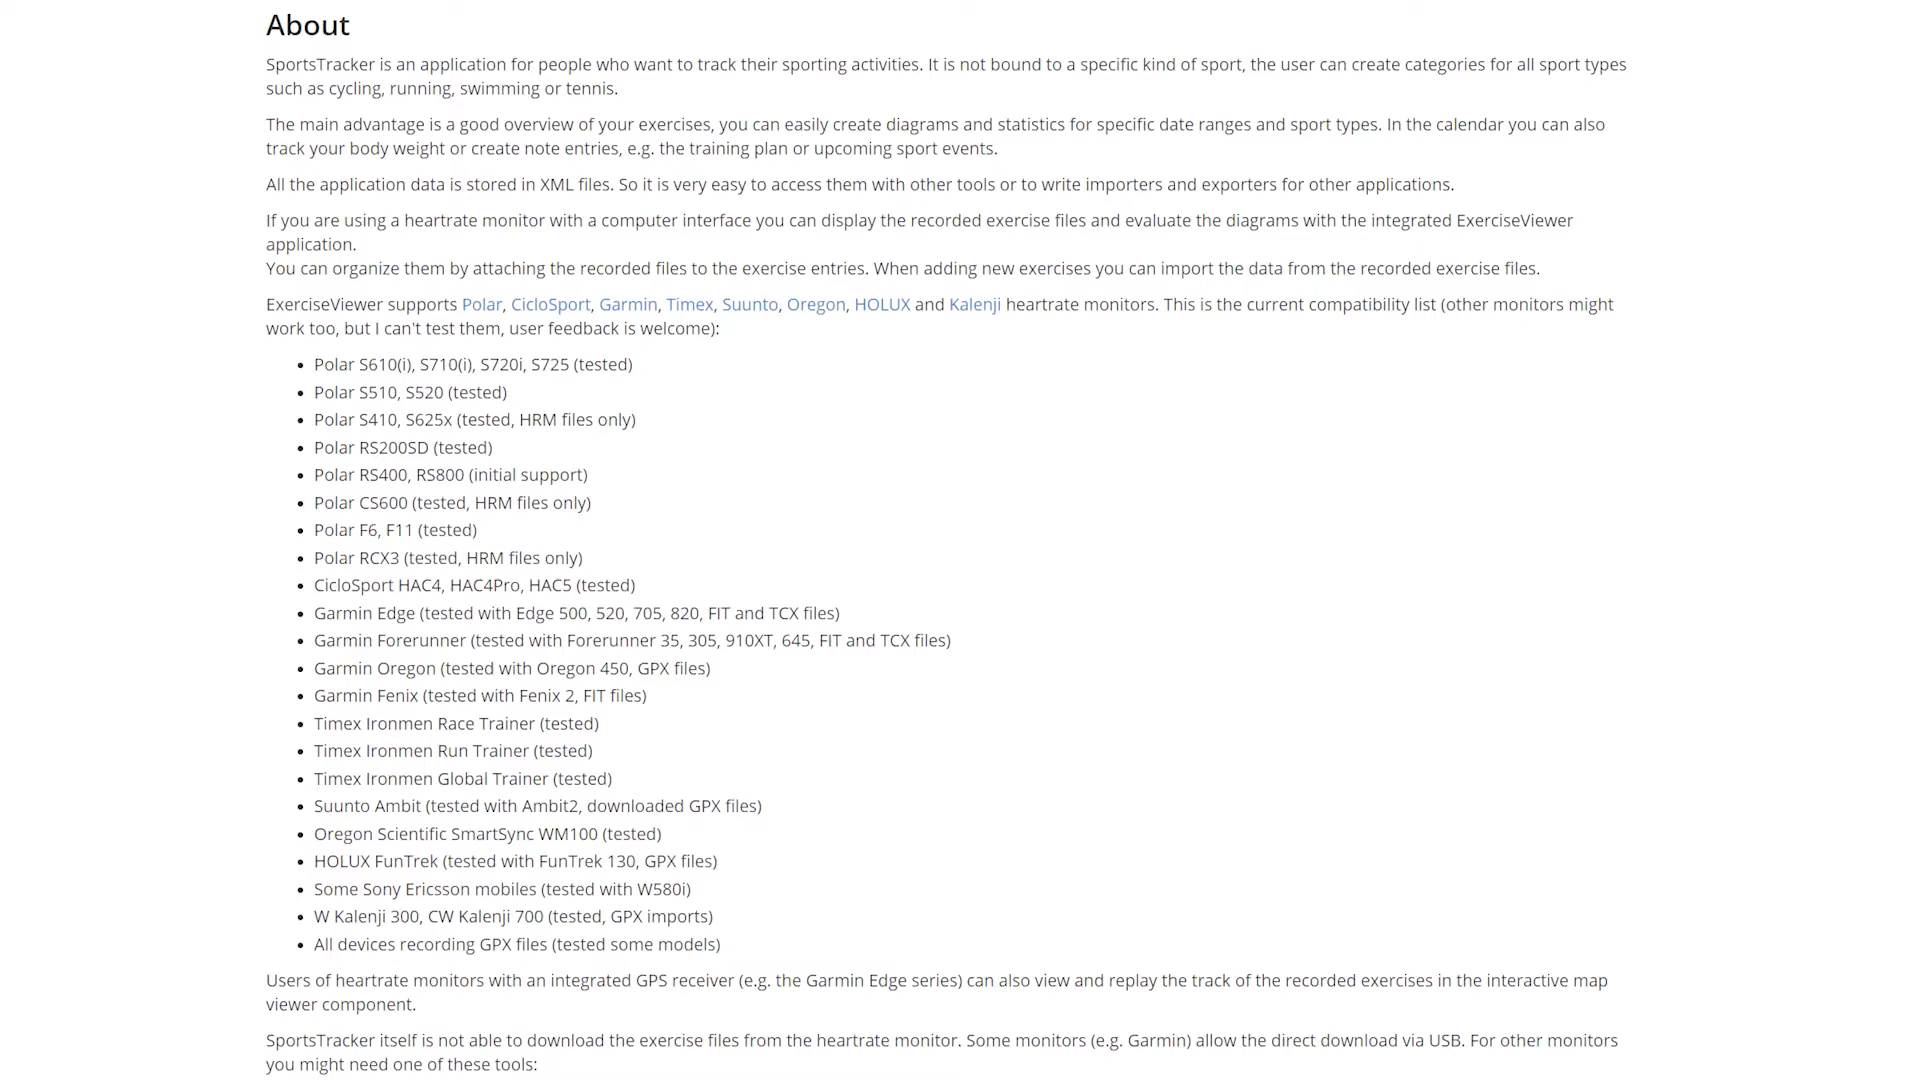 About
SportsTracker is an application for people who want to track their sporting activities. It is not bound to a specific kind of sport, the user can create categories for all sport types
such as cycling, running, swimming or tennis.
The main advantage is a good overview of your exercises, you can easily create diagrams and statistics for specific date ranges and sport types. In the calendar you can also
track your body weight or create note entries, e.g. the training plan or upcoming sport events.
All the application data is stored in XML files. So it is very easy to access them with other tools or to write importers and exporters for other applications.
If you are using a heartrate monitor with a computer interface you can display the recorded exercise files and evaluate the diagrams with the integrated ExerciseViewer
application.
You can organize them by attaching the recorded files to the exercise entries. When adding new exercises you can import the data from the recorded exercise files.
ExerciseViewer supports Polar, CicloSport, Garmin, Timex, Suunto, Oregon, HOLUX and Kalenji heartrate monitors. This is the current compatibility list (other monitors might
work too, but I can't test them, user feedback is welcome):
• Polar S610(i), S710(i), S720i, S725 (tested)
• Polar S510, S520 (tested)
• Polar S410, S625x (tested, HRM files only)
• Polar RS200SD (tested)
• Polar RS400, RS800 (initial support)
• Polar CS600 (tested, HRM files only)
• Polar F6, F11 (tested)
• Polar RCX3 (tested, HRM files only)
• CicloSport HAC4, HAC4Pro, HAC5 (tested)
• Garmin Edge (tested with Edge 500, 520, 705, 820, FIT and TCX files)
• Garmin Forerunner (tested with Forerunner 35, 305, 910XT, 645, FIT and TCX files)
• Garmin Oregon (tested with Oregon 450, GPX files)
• Garmin Fenix (tested with Fenix 2, FIT files)
• Timex Ironmen Race Trainer (tested)
• Timex Ironmen Run Trainer (tested)
• Timex Ironmen Global Trainer (tested)
• Suunto Ambit (tested with Ambit2, downloaded GPX files)
• Oregon Scientific SmartSync WM100 (tested)
• HOLUX FunTrek (tested with FunTrek 130, GPX files)
• Some Sony Ericsson mobiles (tested with W580i)
• W Kalenji 300, CW Kalenji 700 (tested, GPX imports)
• All devices recording GPX files (tested some models)
Users of heartrate monitors with an integrated GPS receiver (e.g. the Garmin Edge series) can also view and replay the track of the recorded exercises in the interactive map
viewer component.
SportsTracker itself is not able to download the exercise files from the heartrate monitor. Some monitors (e.g. Garmin) allow the direct download via USB. For other monitors
you might need one of these tools: